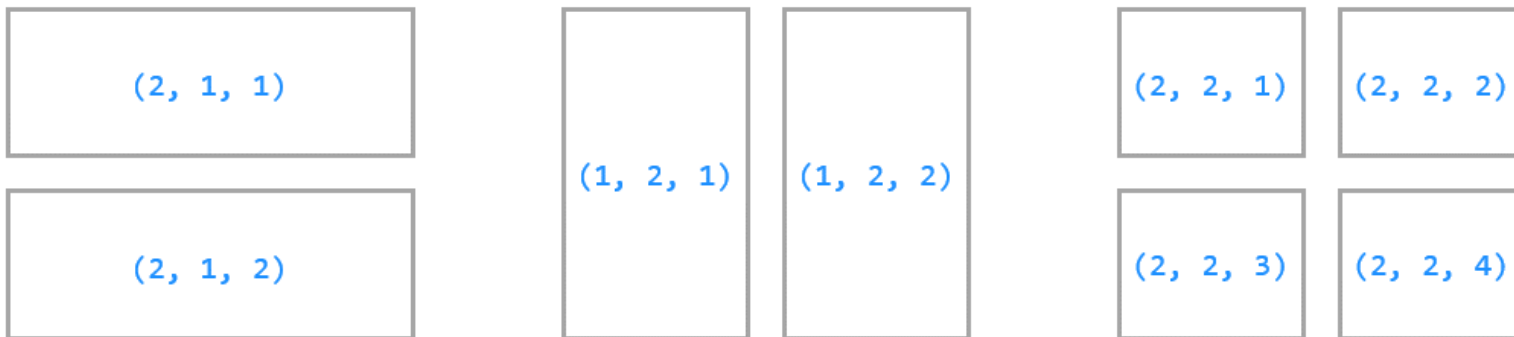 (2, 1, 1)
(2, 1, 2)
(1, 2, 1)
(1, 2, 2)
(2, 2, 1)
(2, 2, 2)
(2, 2, 3)
(2, 2, 4)